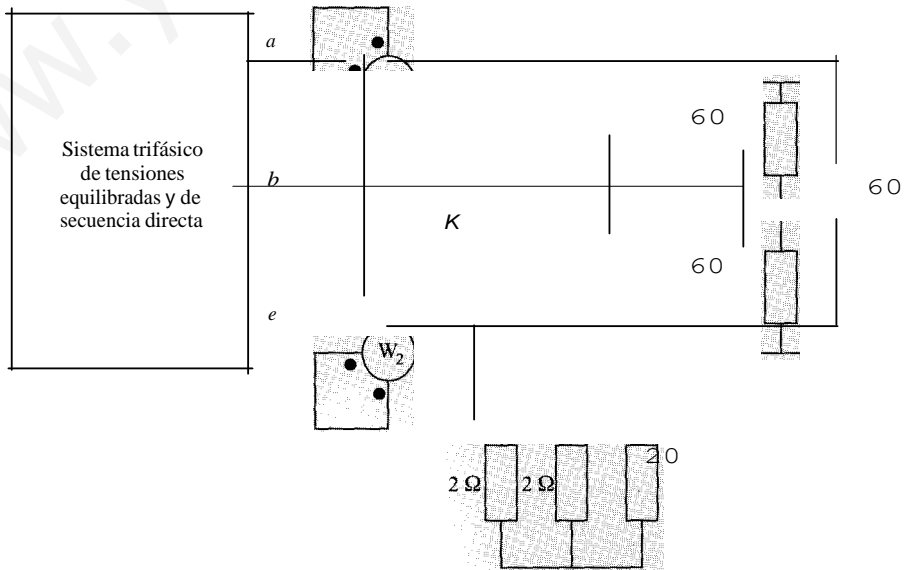 a
60
Sistema trifásico
de tensiones
equilibradas y de
secuencia directa
b
60
K
60
e
W₂
20
2 Ω
2 Ω